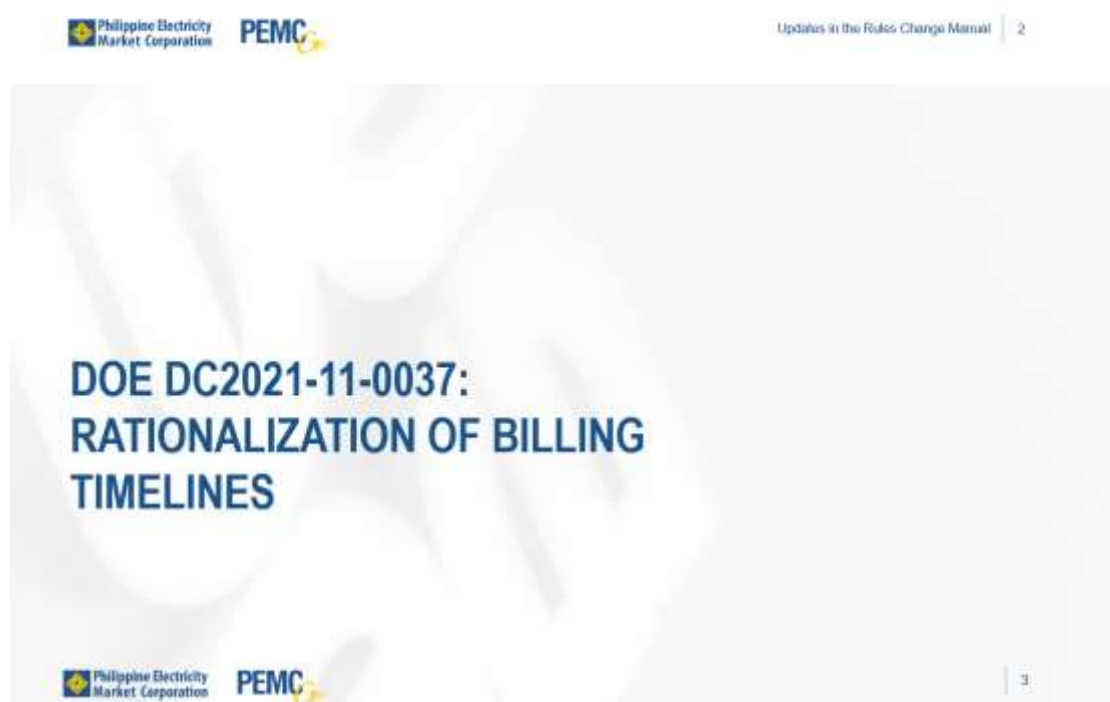 Philippine Electricity
Market Corporation
PEMC
Updates in the Rules Change Manual
2
DOE DC2021-11-0037:
RATIONALIZATION OF BILLING
TIMELINES
Philippine Electricity
Market Corporation
PEMC
3